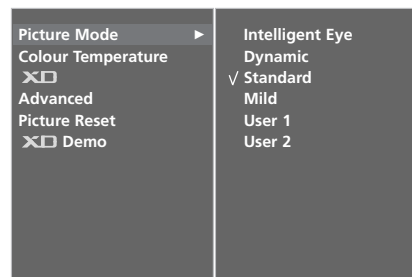 Picture Mode ►
Colour Temperature
XD
Advanced
Picture Reset
XD Demo
Intelligent Eye
Dynamic
√ Standard
Mild
User 1
User 2